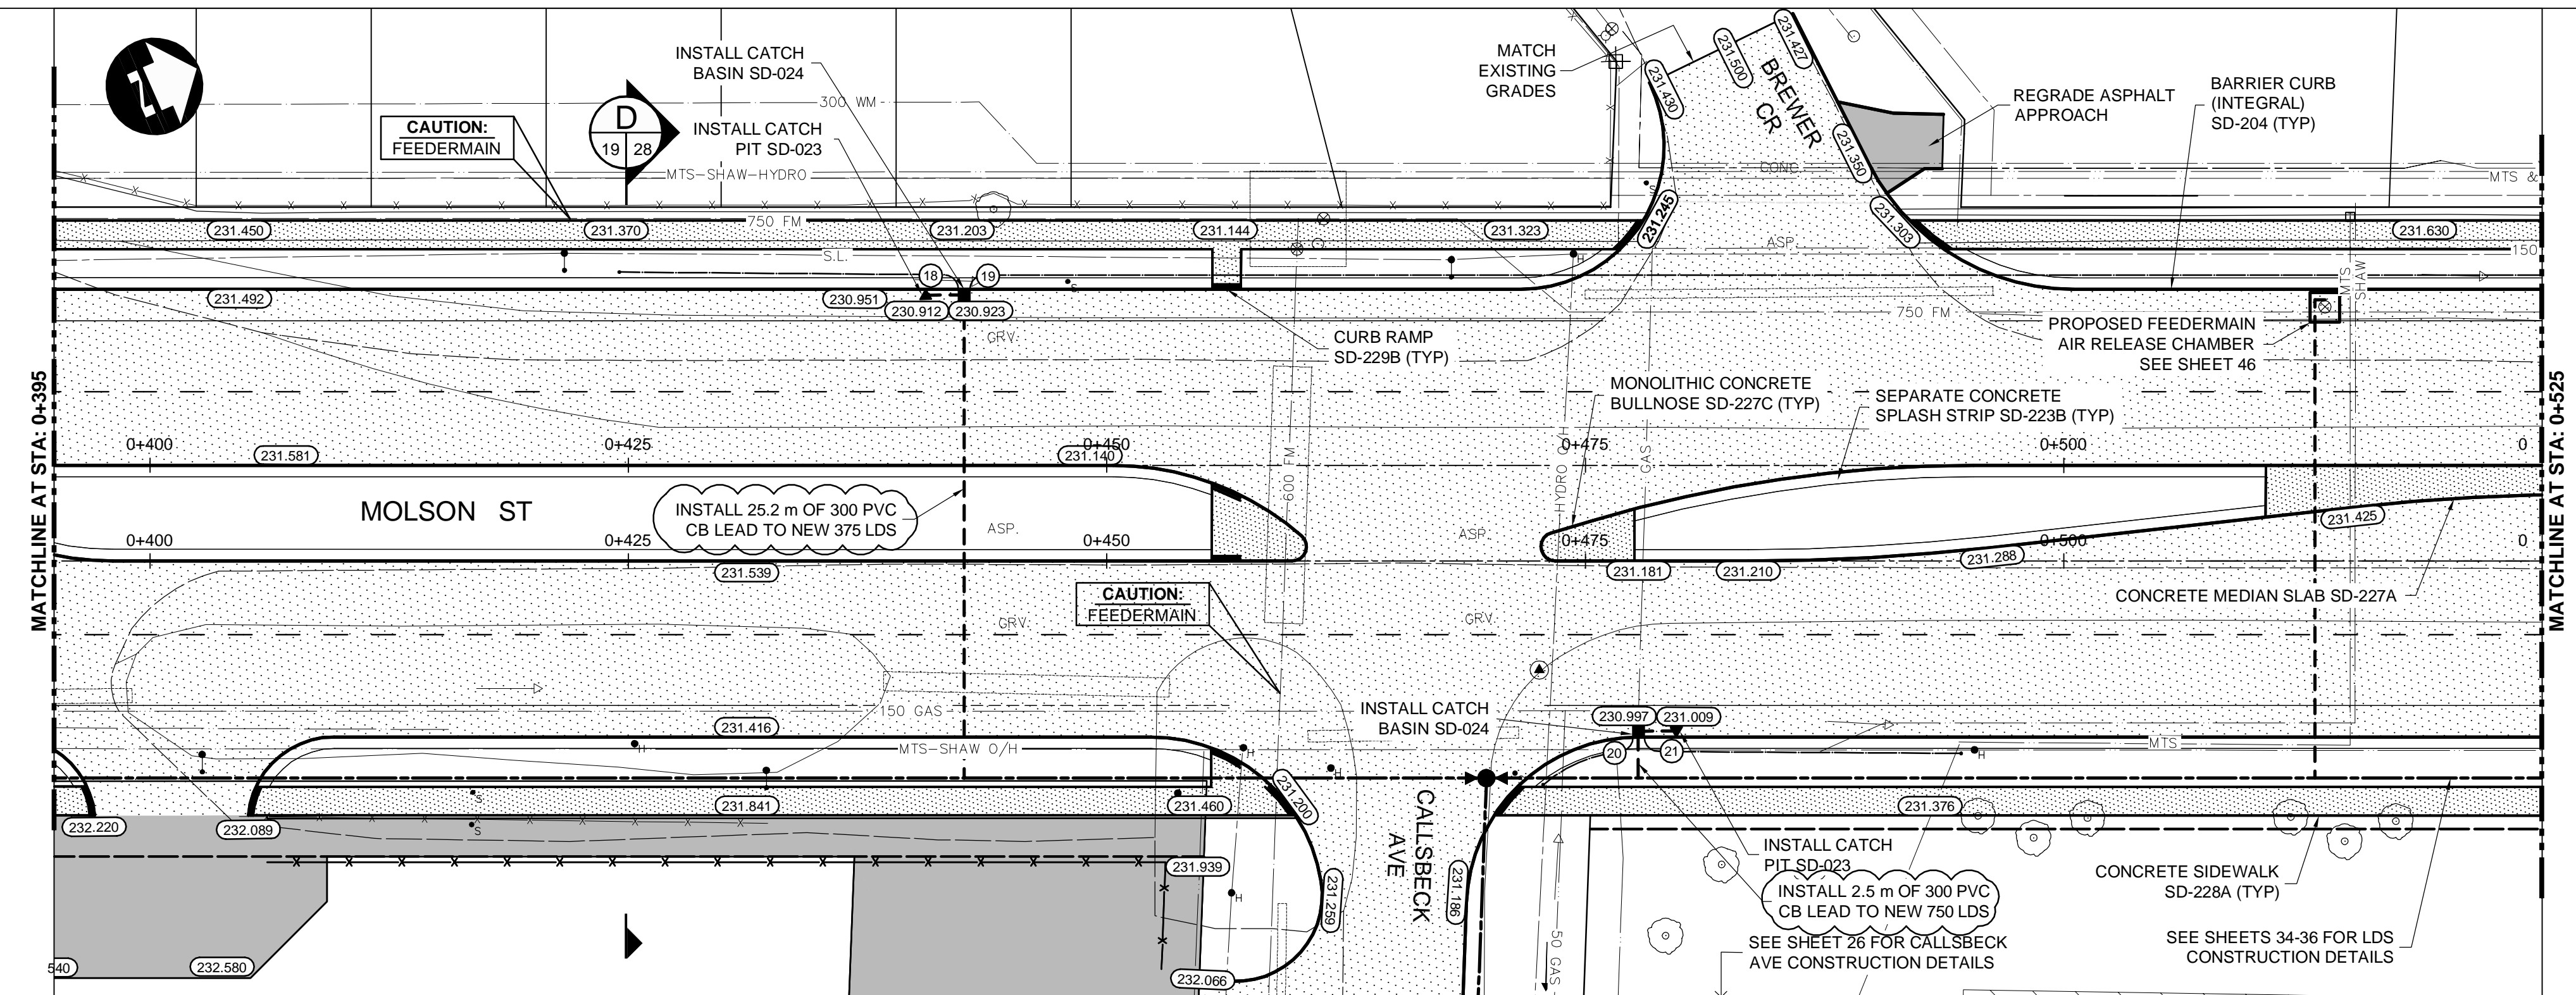 INSTALL CATCH
BASIN SD-024
300 WM
CAUTION:
FEEDERMAIN
D
19 28
INSTALL CATCH
PIT SD-023
MTS-SHAW-HYDRO
MATCH
EXISTING
GRADES
231.430
231.500
231.427
BREWER
CR
231.350
REGRADE ASPHALT
APPROACH
BARRIER CURB
(INTEGRAL)
SD-204 (TYP)
CONC
MTS &
750 FM
231.450
231.370
231.203
231.144
231.323
231.245
231.303
231.630
ASP.
150
S.L.
18
19
H
S
231.492
230.951
230.912
230.923
GRV.
CURB RAMP
SD-229B (TYP)
750 FM
MTS
SHAW
PROPOSED FEEDERMAIN
AIR RELEASE CHAMBER
SEE SHEET 46
MATCHLINE AT STA: 0+395
MATCHLINE AT STA: 0+525
MONOLITHIC CONCRETE
BULLNOSE SD-227C (TYP)
SEPARATE CONCRETE
SPLASH STRIP SD-223B (TYP)
0+400
231.581
0+425
0+450
231.140
0+475
0+500
0
GAS
600 FM
MOLSON ST
INSTALL 25.2 m OF 300 PVC
CB LEAD TO NEW 375 LDS
ASP.
ASP.
0+400
0+425
0+450
0+475
0+500
0
231.425
231.539
231.181
231.210
231.288
CAUTION:
FEEDERMAIN
CONCRETE MEDIAN SLAB SD-227A
GRV.
GRV.
150 GAS
231.416
MTS-SHAW O/H
H
H
H
INSTALL CATCH
BASIN SD-024
230.997
231.009
20
21
H
MTS
S
S
231.841
231.460
231.200
231.376
232.220
232.089
CALLSBECK
AVE
231.939
H
231.259
231.186
INSTALL CATCH
PIT SD-023
INSTALL 2.5 m OF 300 PVC
CB LEAD TO NEW 750 LDS
SEE SHEET 26 FOR CALLSBECK
AVE CONSTRUCTION DETAILS
CONCRETE SIDEWALK
SD-228A (TYP)
SEE SHEETS 34-36 FOR LDS
CONSTRUCTION DETAILS
50 GAS
540
232.580
232.066